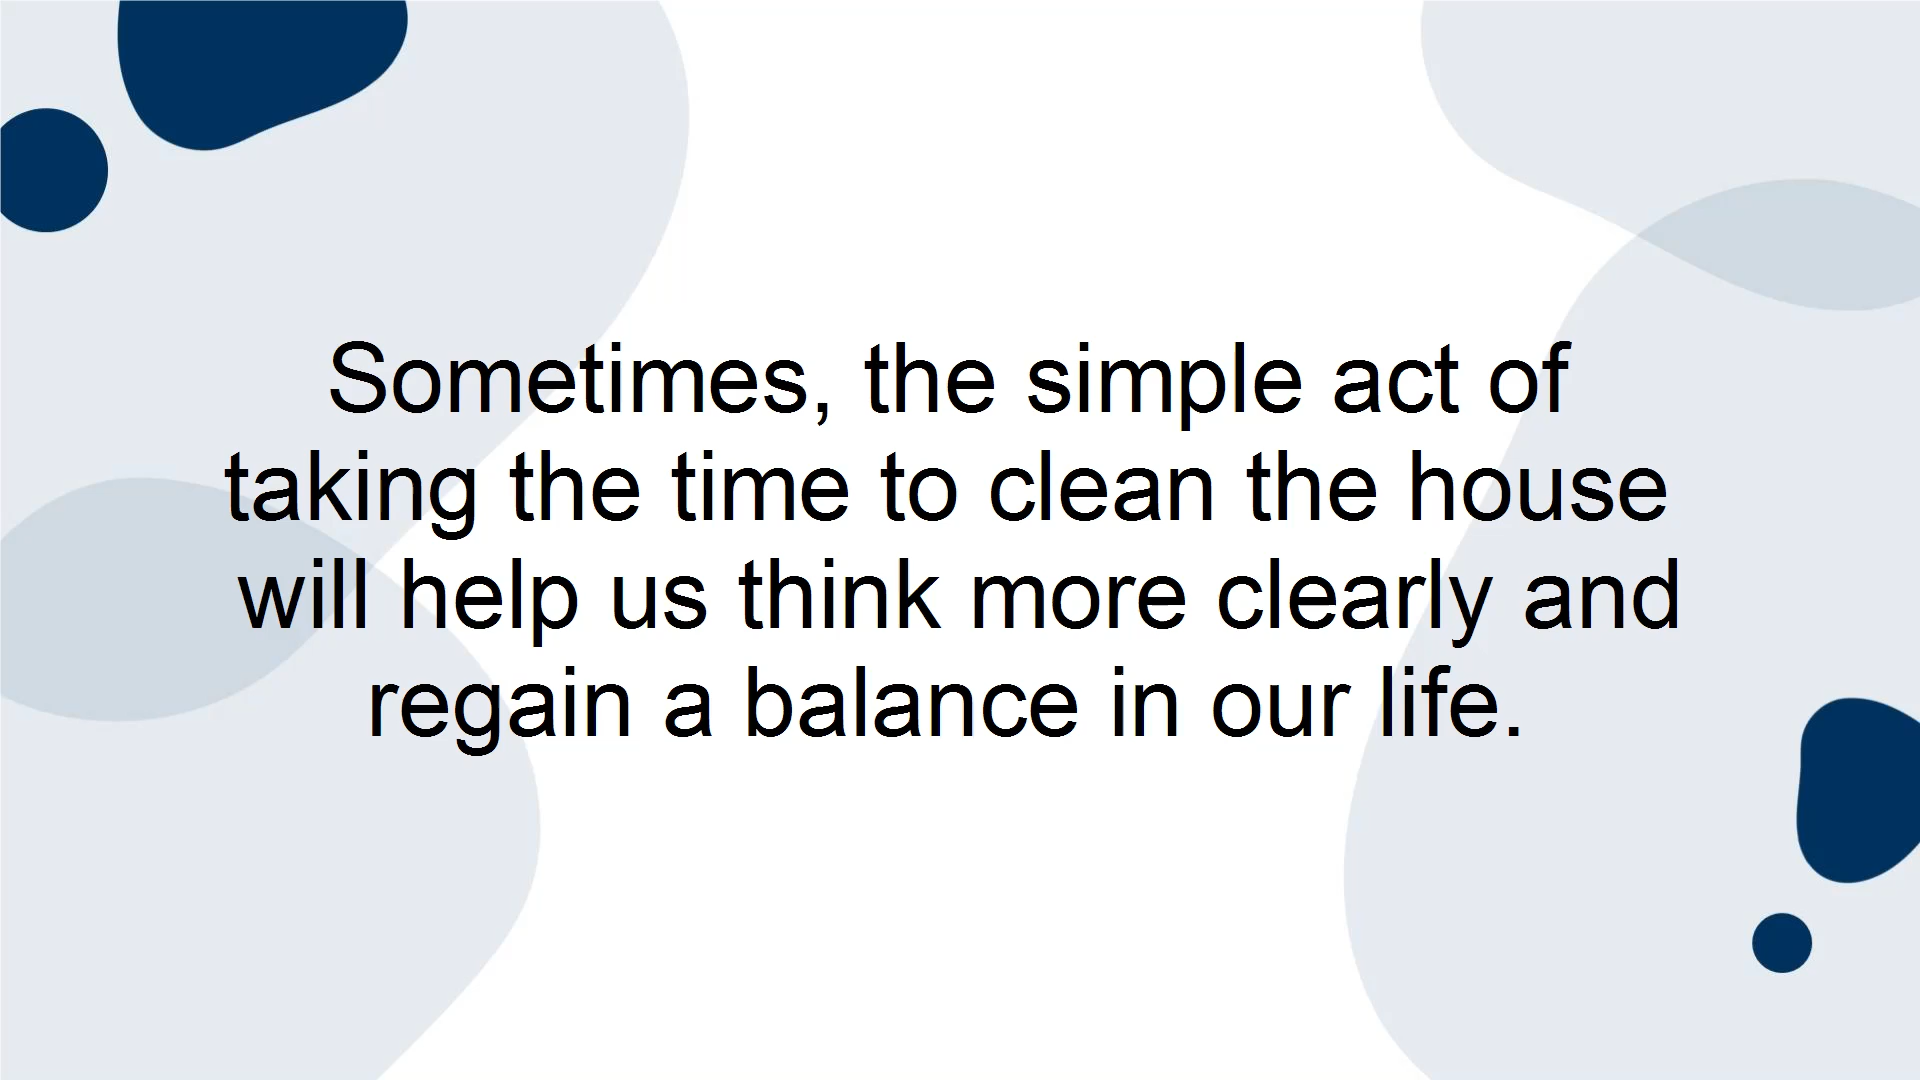 Sometimes, the simple act of
taking the time to clean the house
will help us think more clearly and
regain a balance in our life.